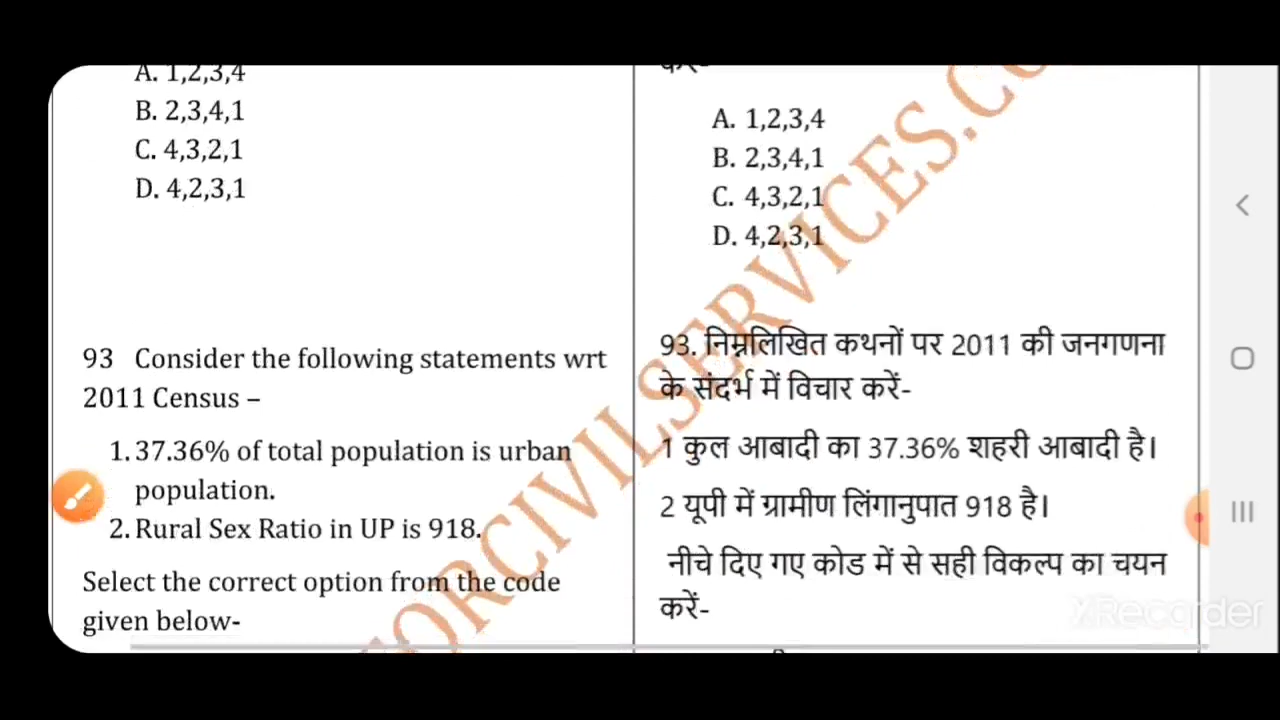 A. 1,2,3,4
B. 2,3,4,1
C. 4,3,2,1
D. 4,2,3,1
93 Consider the following statements wrt
2011 Census –
1. 37.36% of total population is urban
population.
2. Rural Sex Ratio in UP is 918.
Select the correct option from the code
given below-
करें-
A. 1,2,3,4
B. 2,3,4,1
C. 4,3,2,1
D. 4,2,3,1
93. निम्नलिखित कथनों पर 2011 की जनगणना
के संदर्भ में विचार करें-
1 कुल आबादी का 37.36% शहरी आबादी है।
2 यूपी में ग्रामीण लिंगानुपात 918 है।
नीचे दिए गए कोड में से सही विकल्प का चयन
करें-
FORCIVILSERVICES.CO
XRecorder